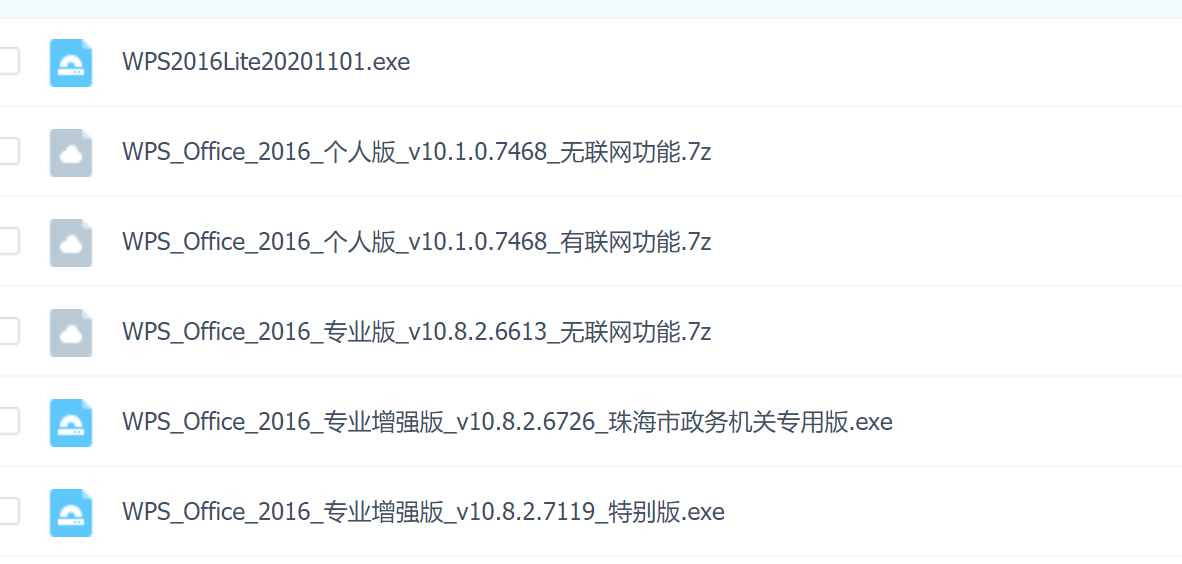 WPS2016Lite20201101.exe
WPS_Office_2016_个人版_v10.1.0.7468_无联网功能.7z
WPS_Office_2016_个人版_v10.1.0.7468_有联网功能.7z
WPS_Office_2016_专业版_v10.8.2.6613_无联网功能.7z
WPS_Office_2016_专业增强版_v10.8.2.6726_珠海市政务机关专用版.exe
WPS_Office_2016_专业增强版_v10.8.2.7119_特别版.exe